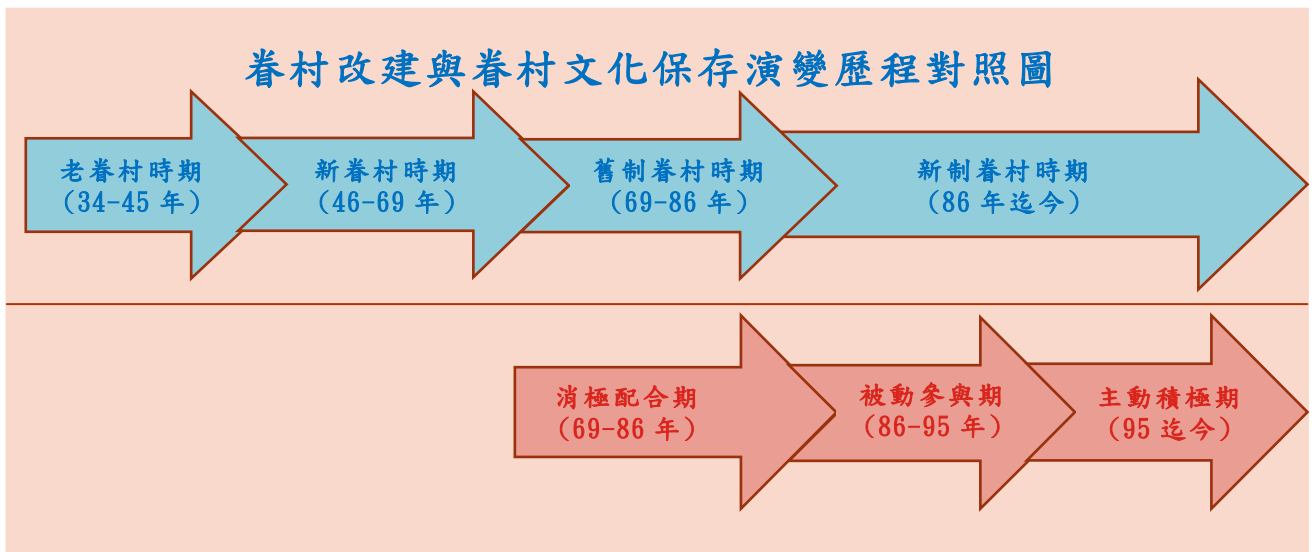 眷村改建與眷村文化保存演變歷程對照圖
老眷村時期
(34-45 年)
新眷村時期
(46-69 年)
舊制眷村時期
(69-86 年)
新制眷村時期
(86 年迄今)
消極配合期
(69-86 年)
被動參與期
(86-95 年)
主動積極期
(95 迄今)